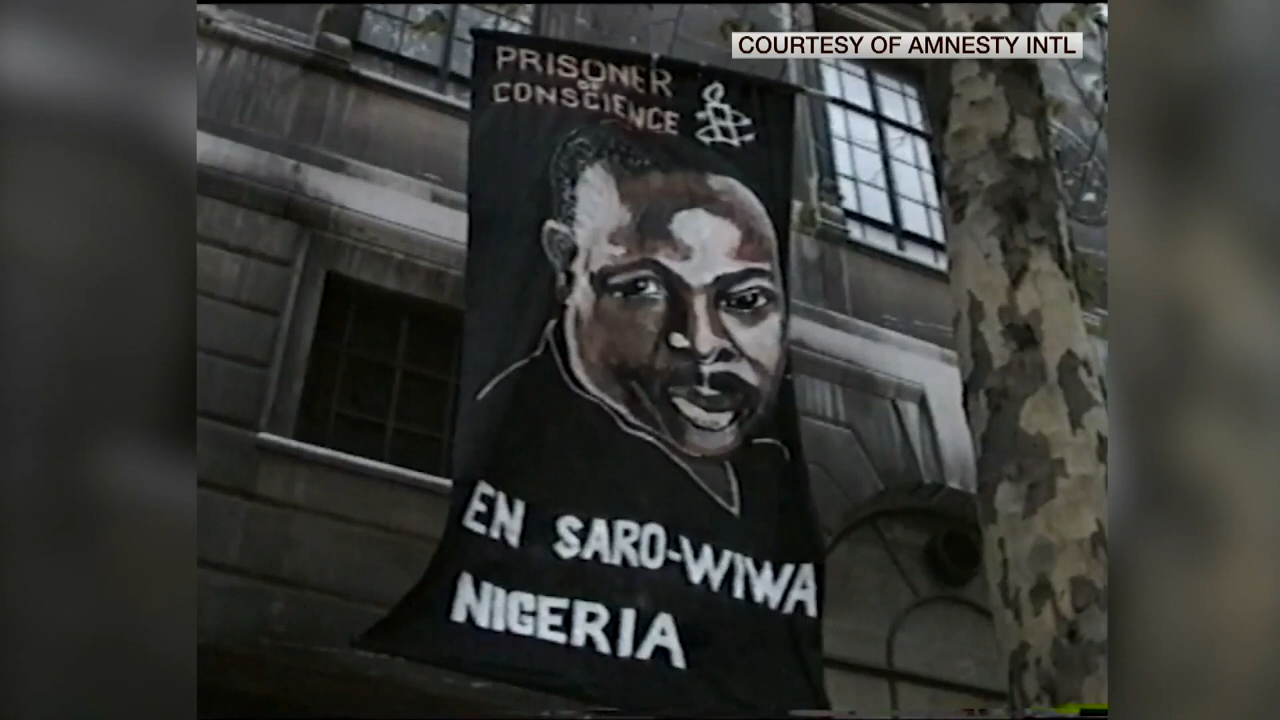 COURTESY OF AMNESTY INTL
PRISONER
OF
CONSCIENCE
EN SARO-WIWA
NIGERIA